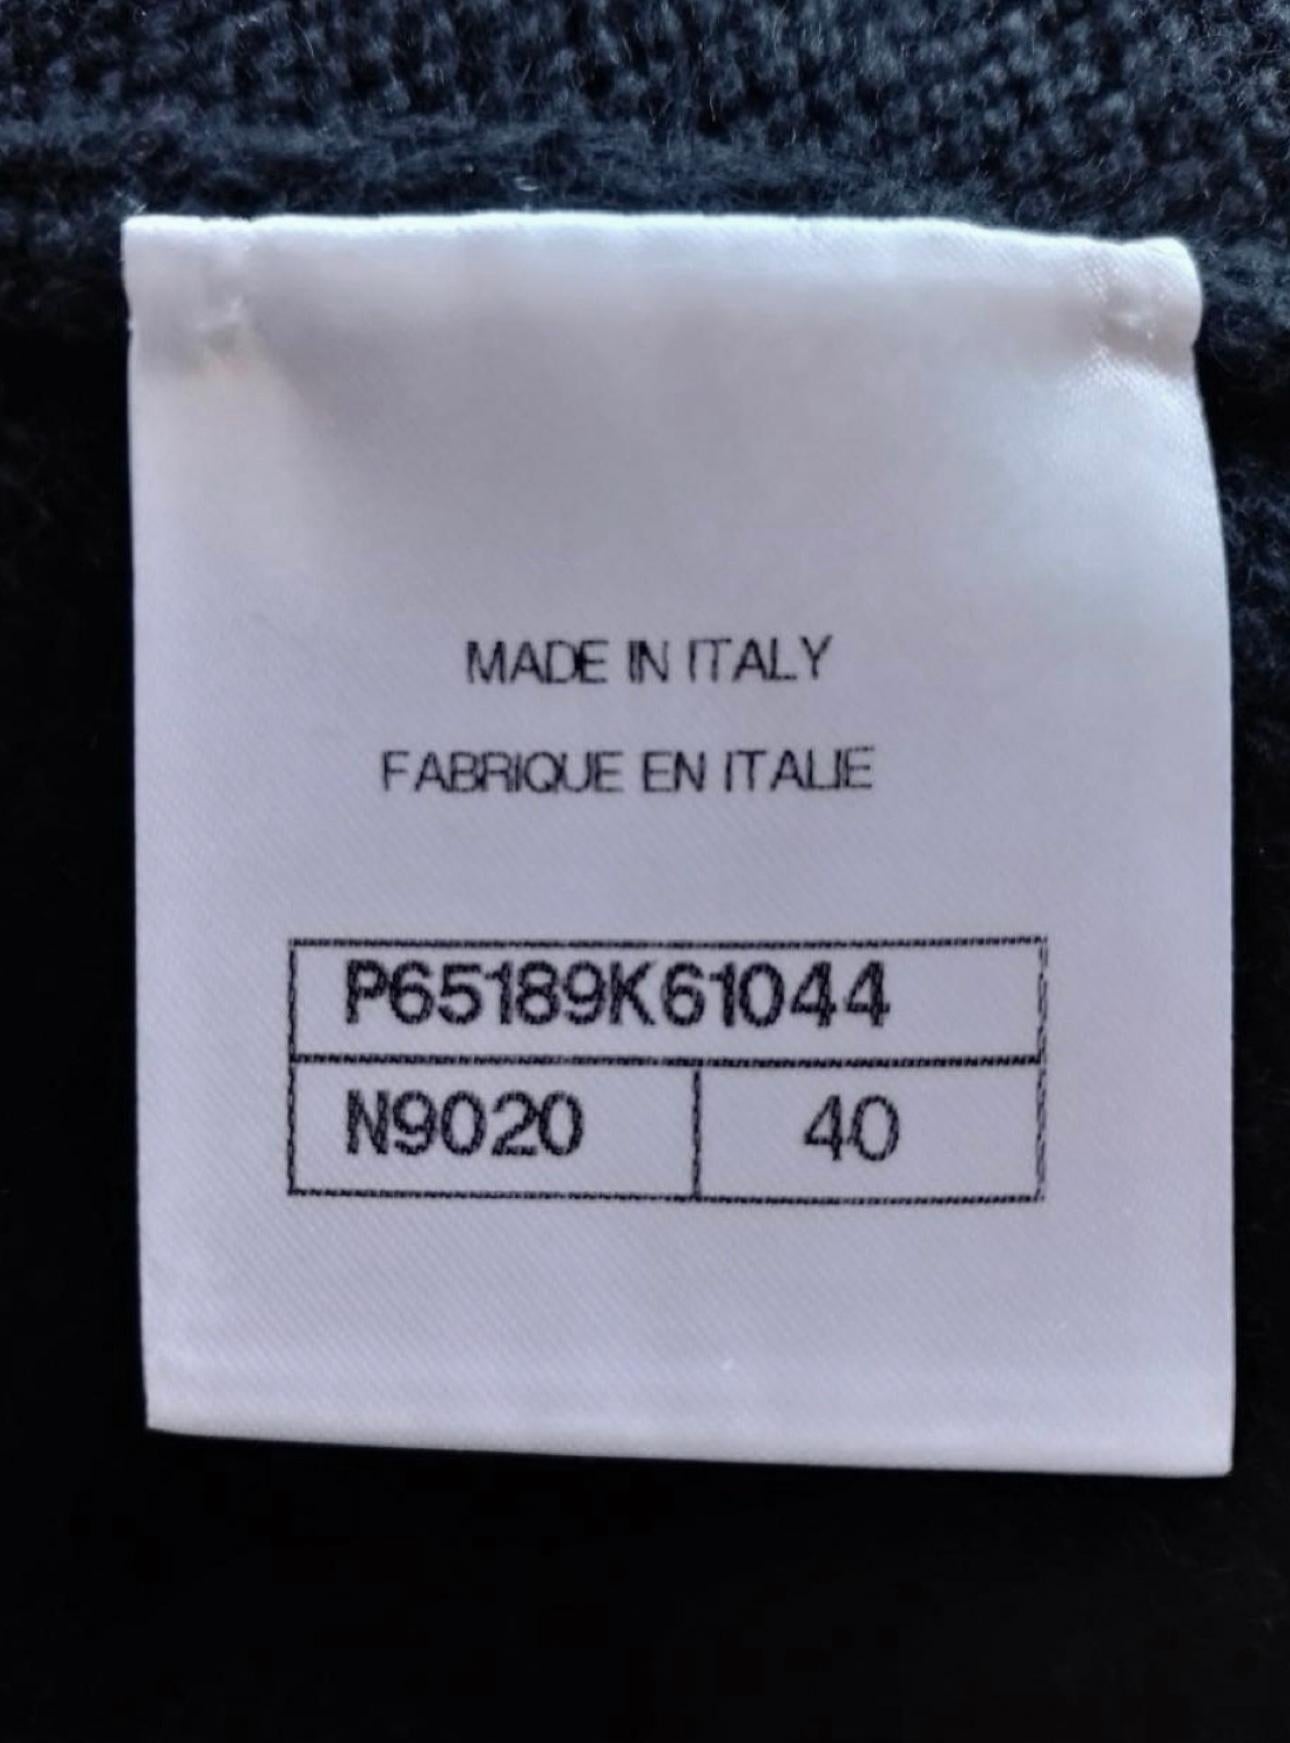 MADE IN ITALY
FABRIQUE EN ITALIE
P65189K61044
N9020 40